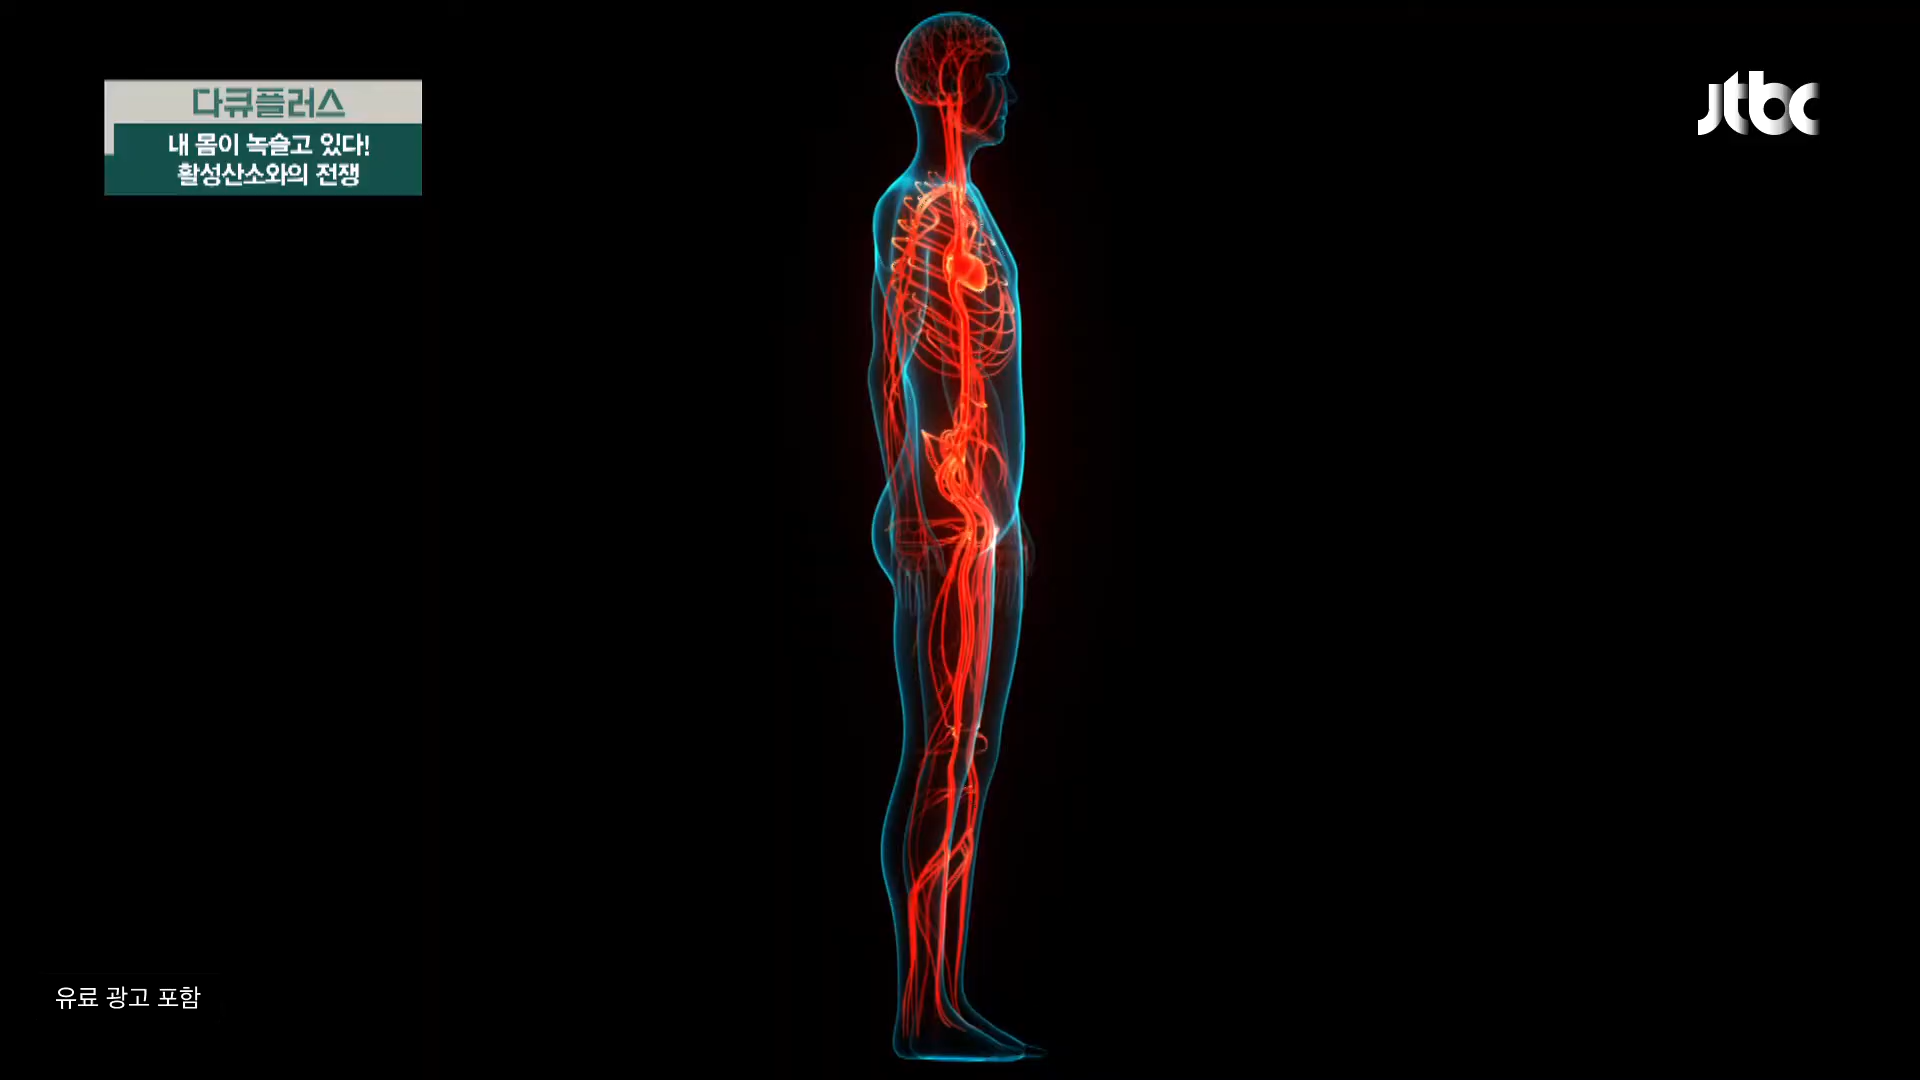 다큐플러스
내 몸이 녹슬고 있다!
활성산소와의 전쟁
jtbc
유료 광고 포함